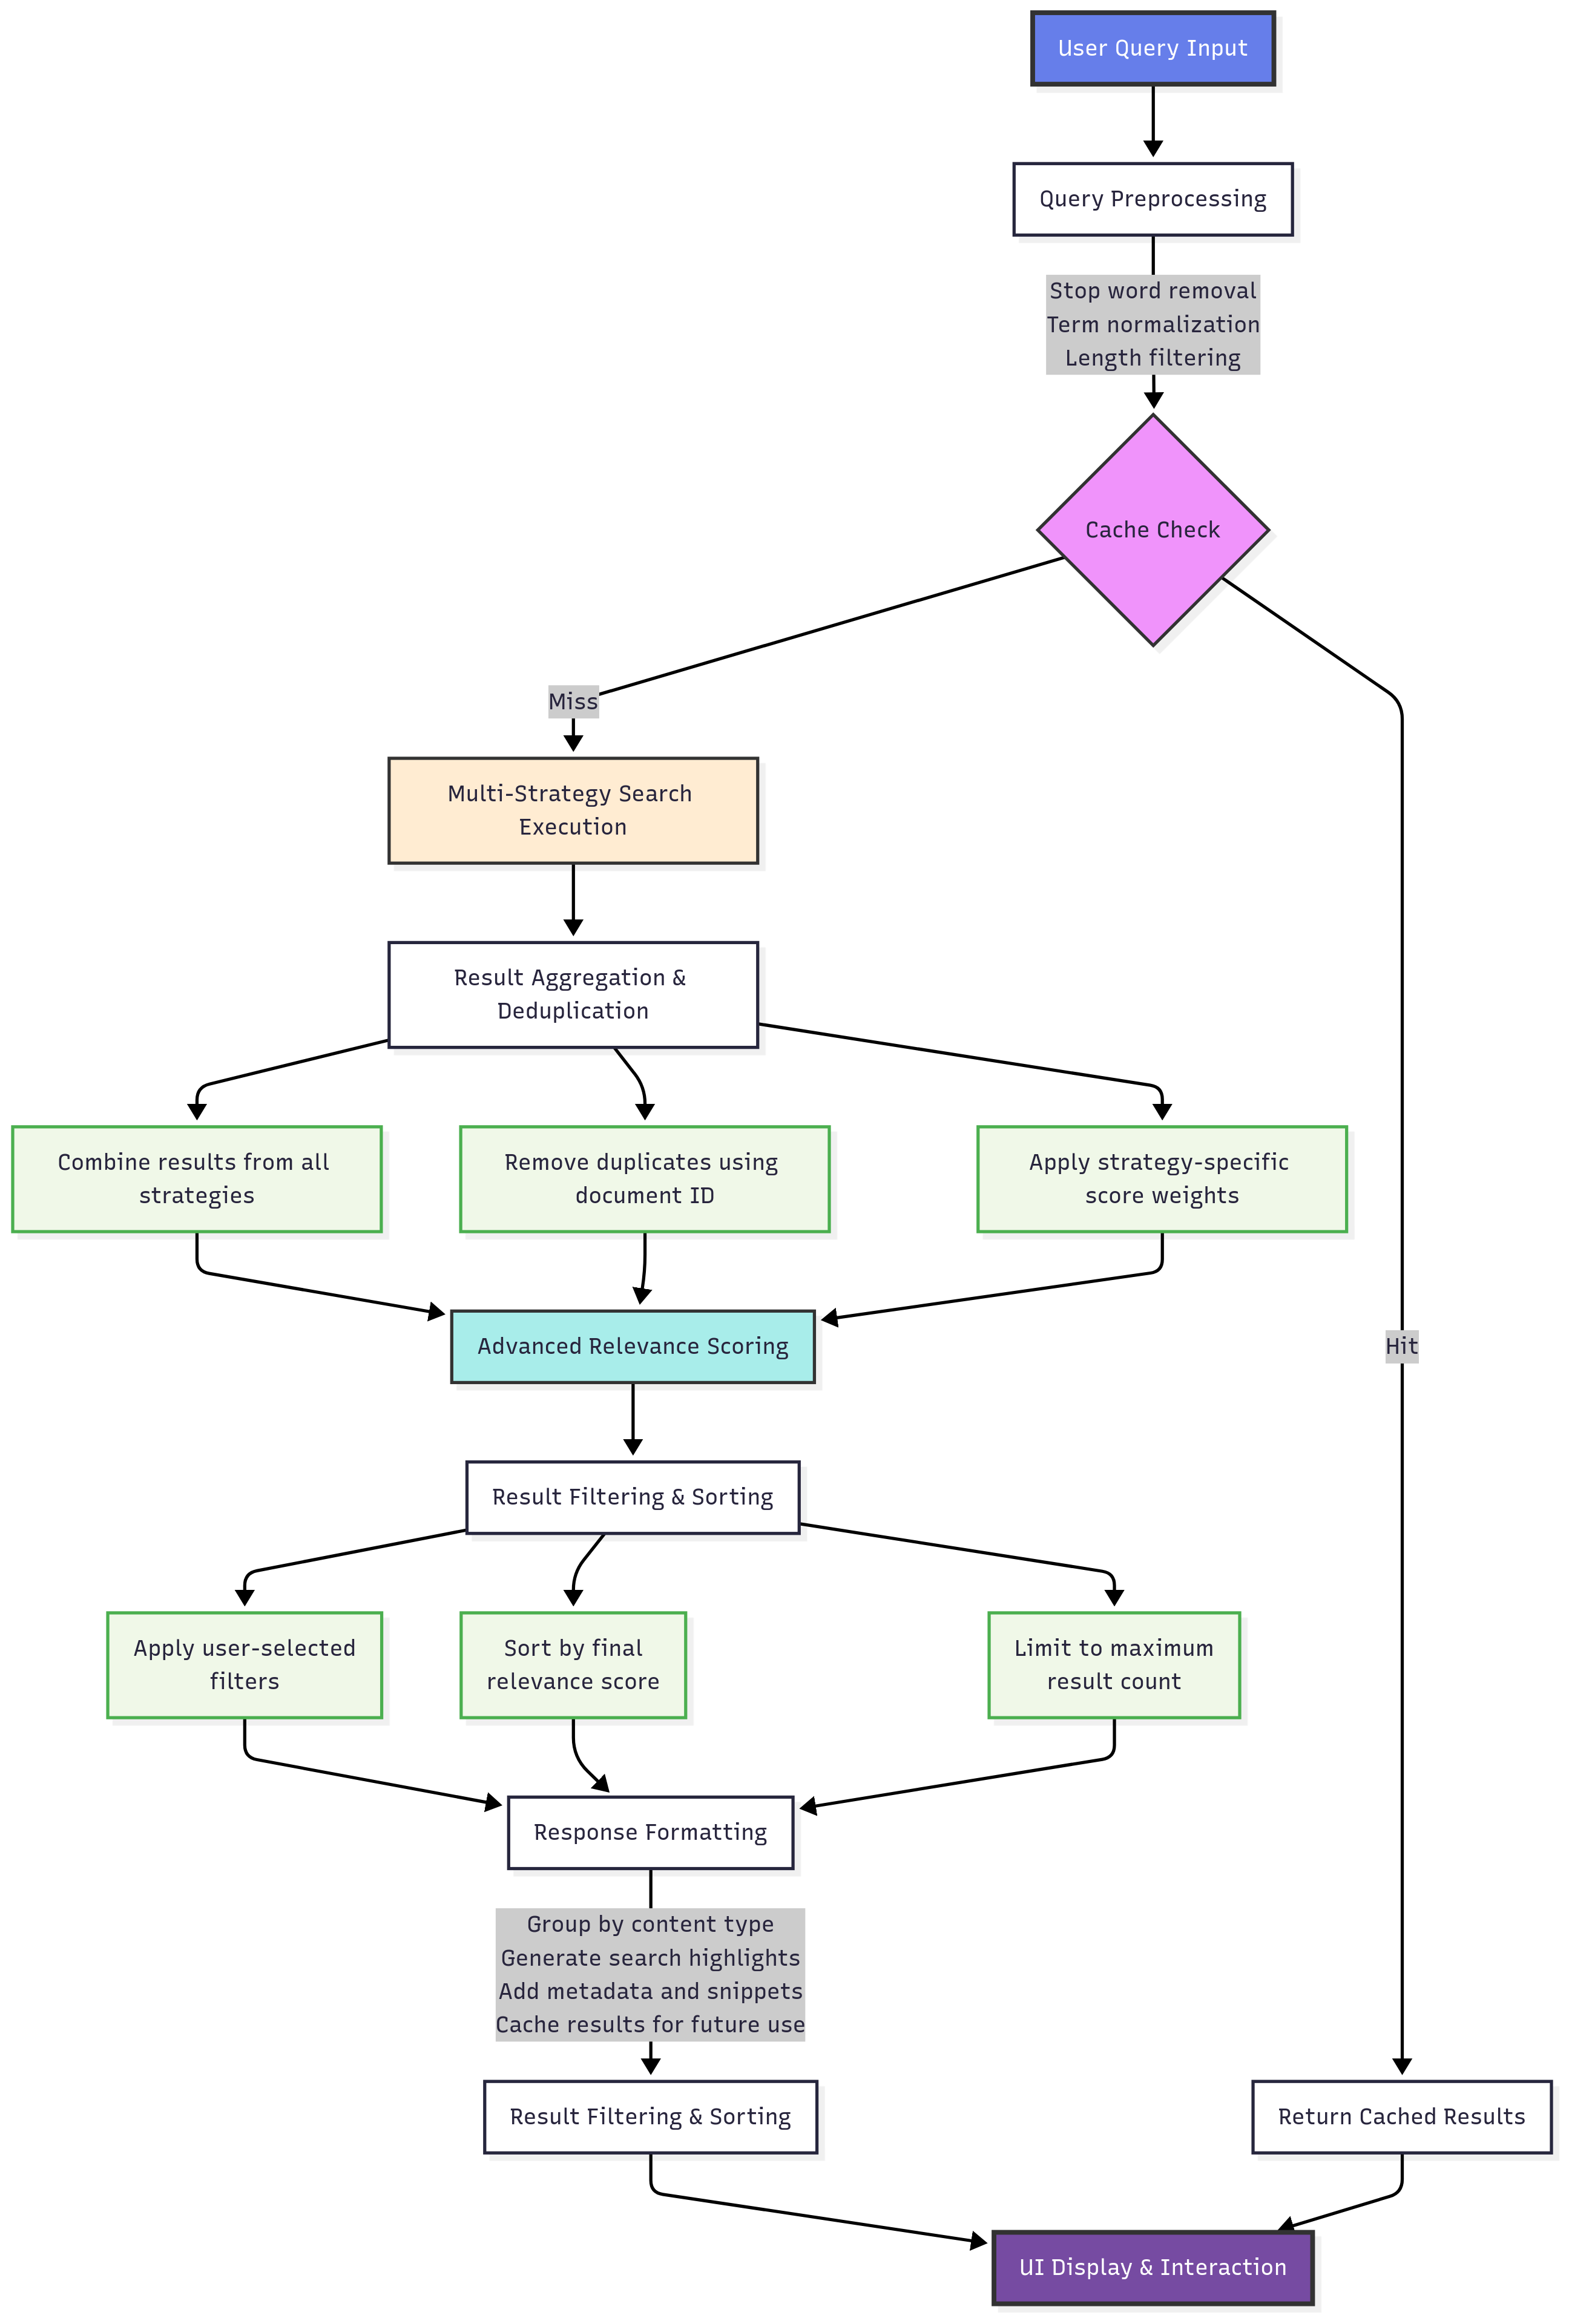 User Query Input
Query Preprocessing
Stop word removal
Term normalization
Length filtering
Cache Check
Miss
Multi-Strategy Search
Execution
Result Aggregation &
Deduplication
Combine results from all
strategies
Remove duplicates using
document ID
Apply strategy-specific
score weights
Advanced Relevance Scoring
Hit
Result Filtering & Sorting
Apply user-selected
filters
Sort by final
relevance score
Limit to maximum
result count
Response Formatting
Group by content type
Generate search highlights
Add metadata and snippets
Cache results for future use
Result Filtering & Sorting
Return Cached Results
UI Display & Interaction